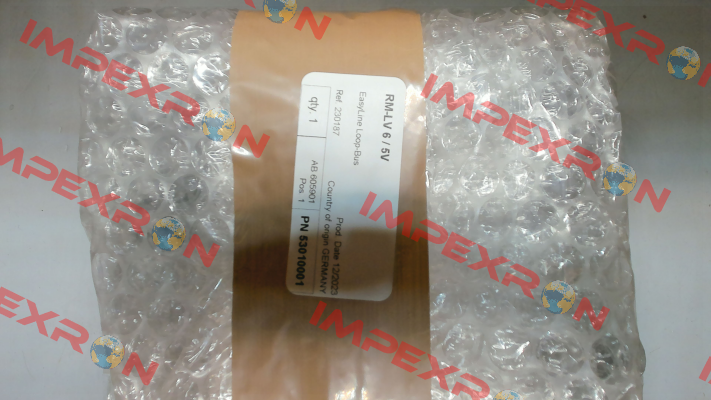 RM-LV 6 / 5V
EasyLine Loop-Bus
Ref. 230187
Prod. Date 12/2023
Country of origin GERMANY
qty. 1
AB 605901
Pos. 1
PN 53010001
IMPEXRON
IMPEXRON
IMPEXRON
IMPEXRON
IMPEXRON
IMPEXRON